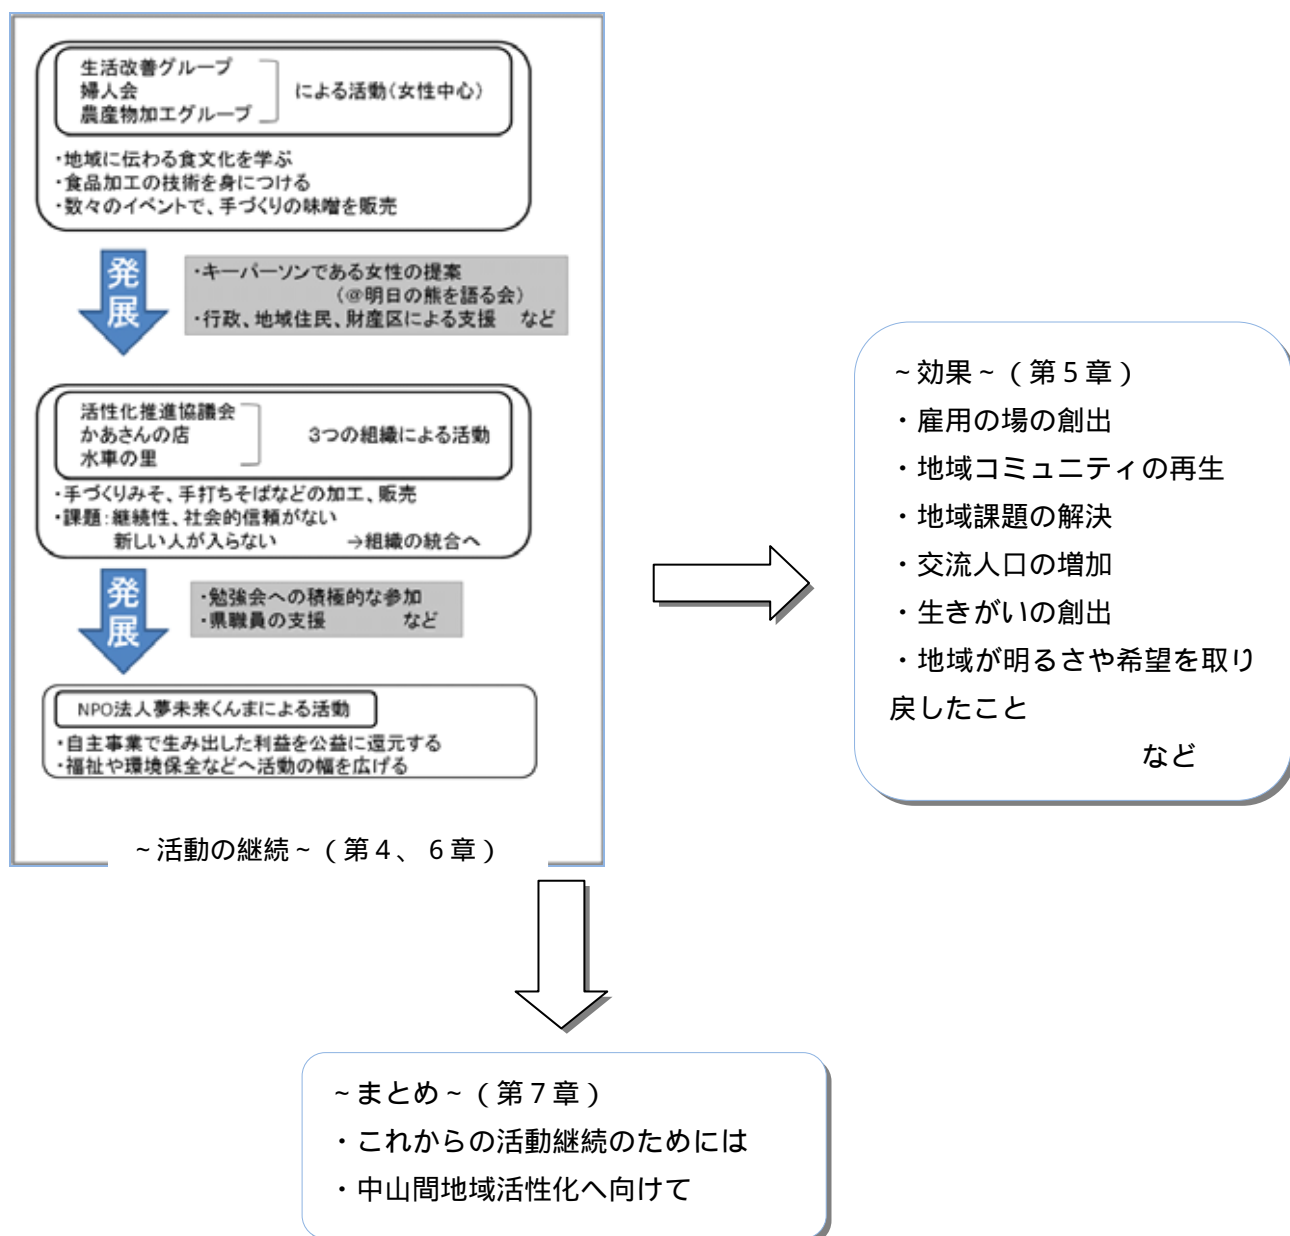 生活改善グループ
婦人会
農産物加工グループ
による活動(女性中心)
・地域に伝わる食文化を学ぶ
・食品加工の技術を身につける
・数々のイベントで、手づくりの味噌を販売
発展
・キーパーソンである女性の提案
(@明日の熊を語る会)
・行政、地域住民、財産区による支援 など
活性化推進協議会
かあさんの店
水車の里
3つの組織による活動
・手づくりみそ、手打ちそばなどの加工、販売
・課題:継続性、社会的信頼がない
新しい人が入らない →組織の統合へ
発展
・勉強会への積極的な参加
・県職員の支援 など
NPO法人夢未来くんまによる活動
・自主事業で生み出した利益を公益に還元する
・福祉や環境保全などへ活動の幅を広げる
~活動の継続~(第4、6章)
~効果~(第5章)
・雇用の場の創出
・地域コミュニティの再生
・地域課題の解決
・交流人口の増加
・生きがいの創出
・地域が明るさや希望を取り
戻したこと
など
~まとめ~(第7章)
・これからの活動継続のためには
・中山間地域活性化へ向けて